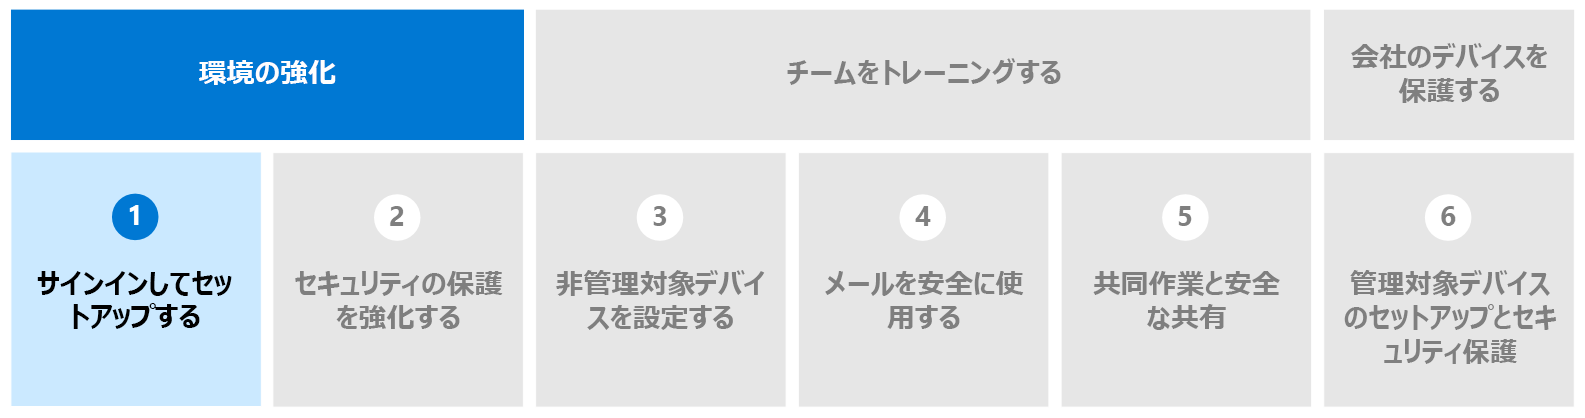 環境の強化
チームをトレーニングする
会社のデバイスを
保護する
1
サインインしてセッ
トアップする
2
セキュリティの保護
を強化する
3
非管理対象デバイ
スを設定する
4
メールを安全に使
用する
5
共同作業と安全
な共有
6
管理対象デバイス
のセットアップとセキ
ュリティ保護